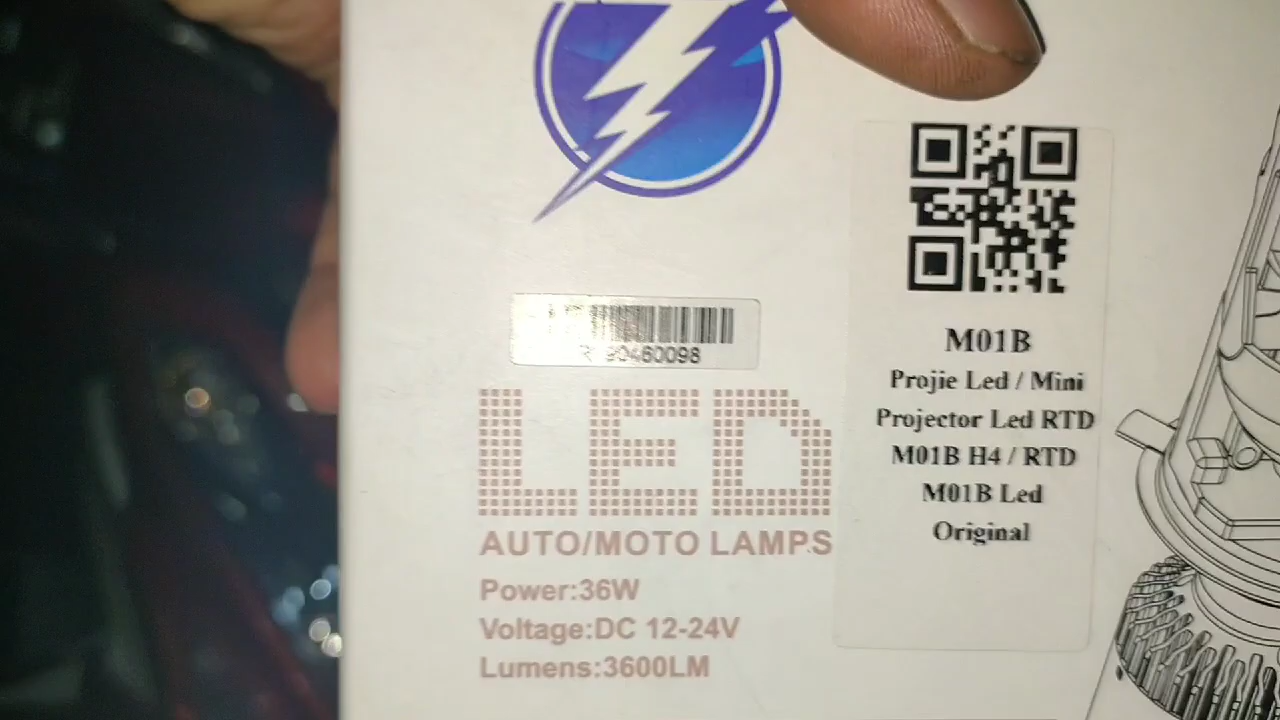 LED
AUTO/MOTO LAMPS
Power:36W
Voltage:DC 12-24V
Lumens:3600LM
M01B
Projie Led / Mini
Projector Led RTD
M01B H4 / RTD
M01B Led
Original